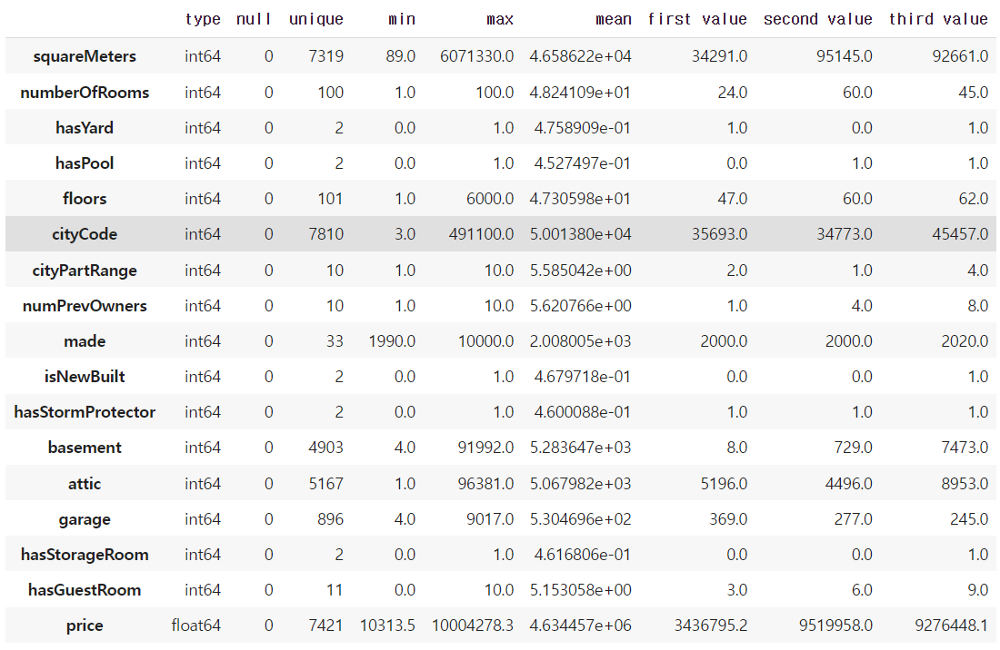 type null unique min max mean first value second value third value
squareMeters int64 0 7319 89.0 6071330.0 4.658622e+04 34291.0 95145.0 92661.0
numberOfRooms int64 0 100 1.0 100.0 4.824109e+01 24.0 60.0 45.0
hasYard int64 0 2 0.0 1.0 4.758909e-01 1.0 0.0 1.0
hasPool int64 0 2 0.0 1.0 4.527497e-01 0.0 1.0 1.0
floors int64 0 101 1.0 6000.0 4.730598e+01 47.0 60.0 62.0
cityCode int64 0 7810 3.0 491100.0 5.001380e+04 35693.0 34773.0 45457.0
cityPartRange int64 0 10 1.0 10.0 5.585042e+00 2.0 1.0 4.0
numPrevOwners int64 0 10 1.0 10.0 5.620766e+00 1.0 4.0 8.0
made int64 0 33 1990.0 10000.0 2.008005e+03 2000.0 2000.0 2020.0
isNewBuilt int64 0 2 0.0 1.0 4.679718e-01 0.0 0.0 1.0
hasStormProtector int64 0 2 0.0 1.0 4.600088e-01 1.0 1.0 1.0
basement int64 0 4903 4.0 91992.0 5.283647e+03 8.0 729.0 7473.0
attic int64 0 5167 1.0 96381.0 5.067982e+03 5196.0 4496.0 8953.0
garage int64 0 896 4.0 9017.0 5.304696e+02 369.0 277.0 245.0
hasStorageRoom int64 0 2 0.0 1.0 4.616806e-01 0.0 0.0 1.0
hasGuestRoom int64 0 11 0.0 10.0 5.153058e+00 3.0 6.0 9.0
price float64 0 7421 10313.5 10004278.3 4.634457e+06 3436795.2 9519958.0 9276448.1